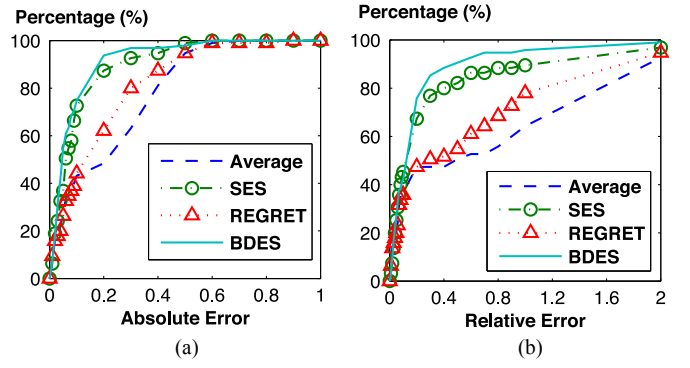 Percentage (%)
100
80
60
40
20
0
0
0.2
0.4
0.6
0.8
1
Absolute Error
Average
SES
REGRET
BDES
(a)
Percentage (%)
100
80
60
40
20
0
0
0.4
0.8
1.2
1.6
2
Relative Error
Average
SES
REGRET
BDES
(b)